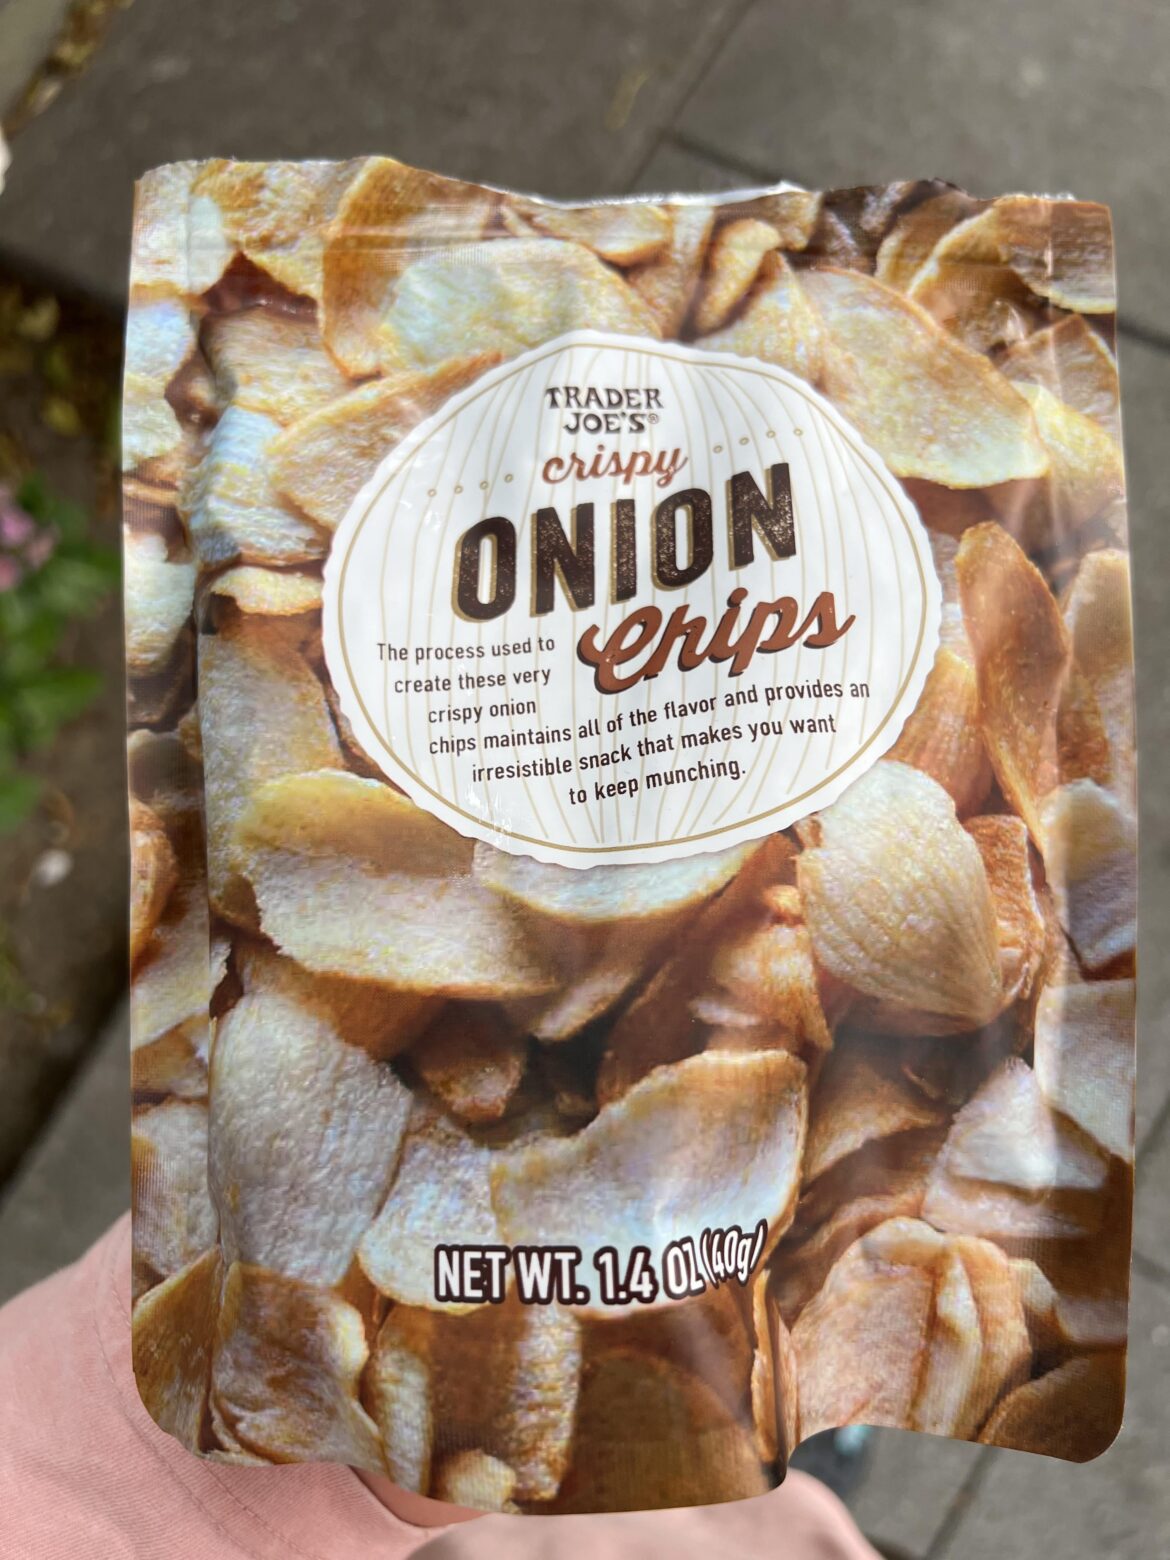 TRADER
JOE'S®
crispy
ONION
Chips
The process used to
create these very
crispy onion
chips maintains all of the flavor and provides an
irresistible snack that makes you want
to keep munching.
NET WT. 1.4 OZ (40g)